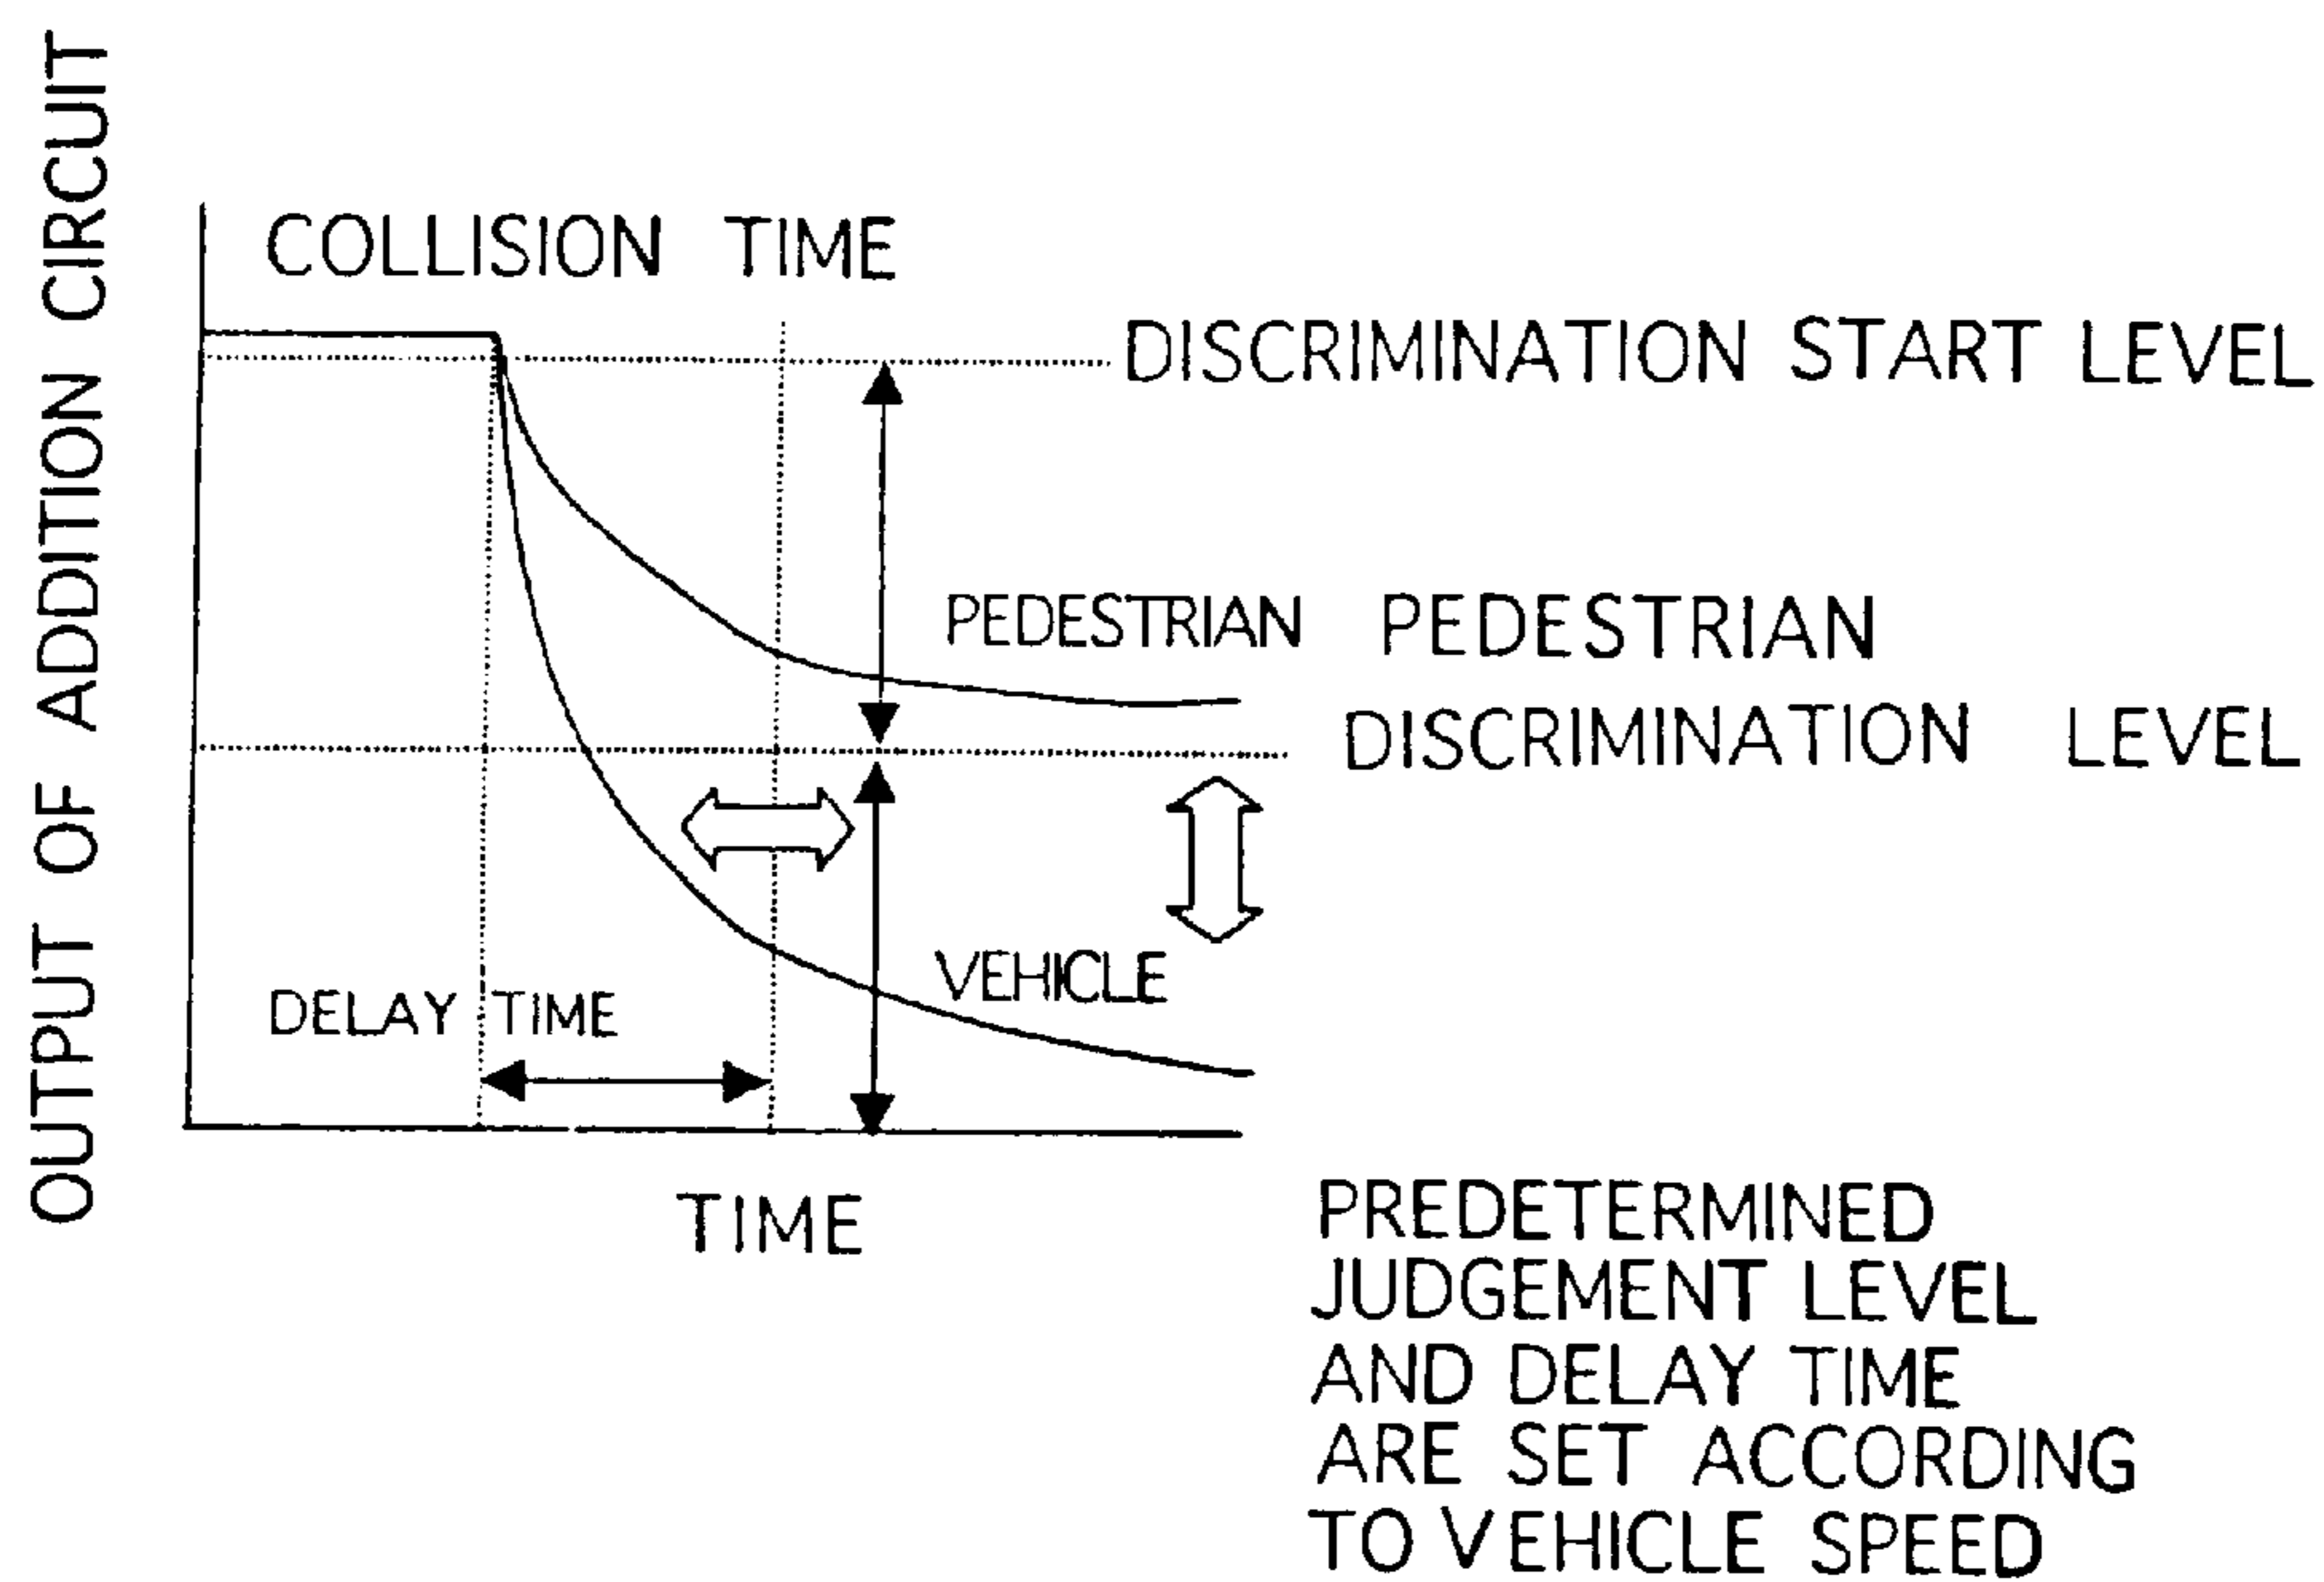 OUTPUT OF ADDITION CIRCUIT
COLLISION TIME
DISCRIMINATION START LEVEL
PEDESTRIAN
PEDESTRIAN
DISCRIMINATION LEVEL
VEHICLE
DELAY TIME
TIME
PREDETERMINED
JUDGEMENT LEVEL
AND DELAY TIME
ARE SET ACCORDING
TO VEHICLE SPEED